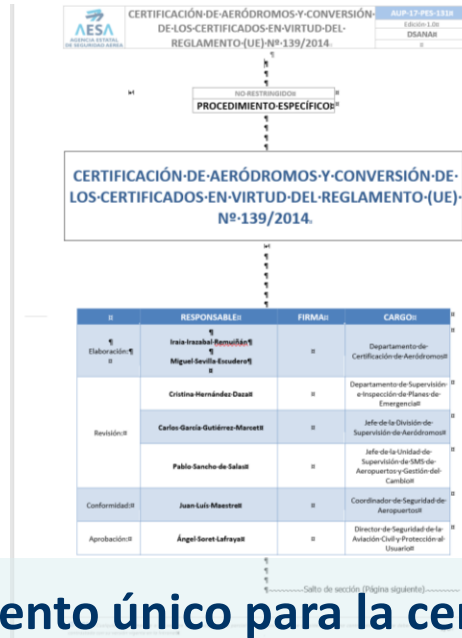 AESA
AGENCIA ESTATAL
DE SEGURIDAD AÉREA
CERTIFICACIÓN·DE·AERÓDROMOS·Y·CONVERSIÓN·
DE·LOS·CERTIFICADOS·EN·VIRTUD·DEL·
REGLAMENTO·(UE)·Nº·139/2014
AUP-17-PES-131
Edición·1.0
DSANA
NO·RESTRINGIDO
PROCEDIMIENTO·ESPECÍFICO
CERTIFICACIÓN·DE·AERÓDROMOS·Y·CONVERSIÓN·DE·
LOS·CERTIFICADOS·EN·VIRTUD·DEL·REGLAMENTO·(UE)·
Nº·139/2014
RESPONSABLE FIRMA CARGO
Elaboración: Iraia·Irazabal·Remuiñán
Miguel·Sevilla·Escudero
Departamento·de·
Certificación·de·Aeródromos
Revisión:
Cristina·Hernández·Daza
Departamento·de·Supervisión·
e·Inspección·de·Planes·de·
Emergencia
Carlos·García·Gutiérrez·Marcet
Jefe·de·la·División·de·
Supervisión·de·Aeródromos
Pablo·Sancho·de·Salas
Jefe·de·la·Unidad·de·
Supervisión·de·SMS·de·
Aeropuertos·y·Gestión·del·
Cambio
Conformidad: Juan·Luis·Maestre
Coordinador·de·Seguridad·de·
Aeropuertos
Aprobación: Ángel·Soret·Lafraya
Director·de·Seguridad·de·la·
Aviación·Civil·y·Protección·al·
Usuario
Salto de sección (Página siguiente)
ento único para la cer